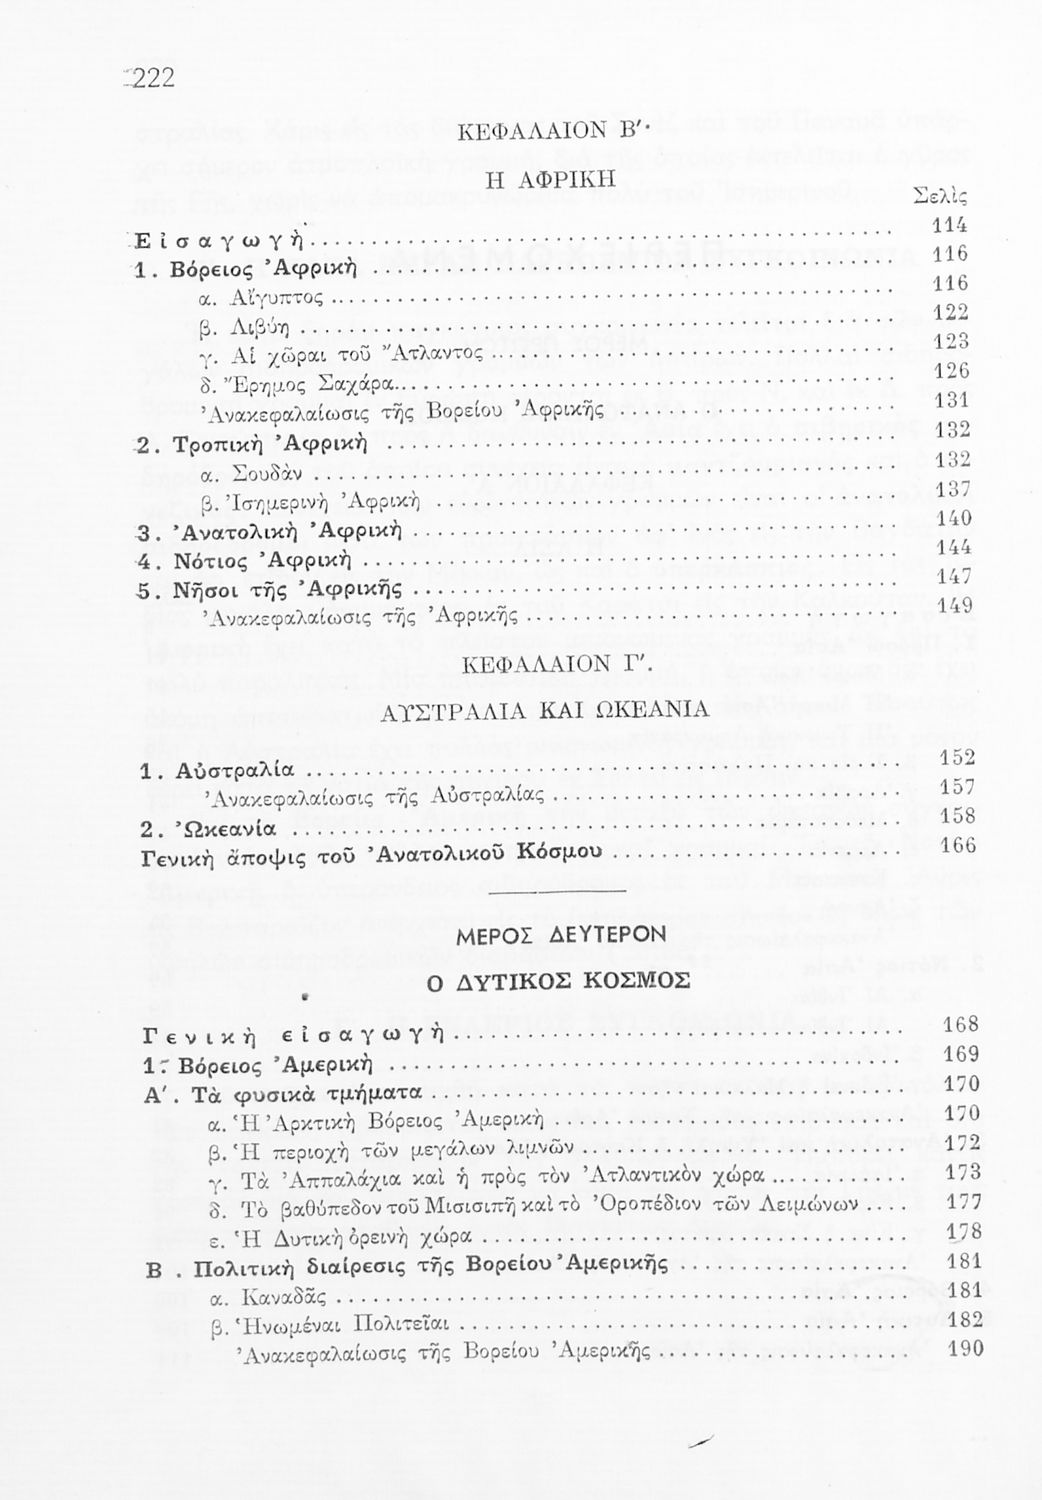 222
ΚΕΦΑΛΑΙΟΝ Β'.
Η ΑΦΡΙΚΗ
Σελὶς
Εἰσαγωγὴ 114
1. Βόρειος Ἀφρικὴ 116
α. Αἴγυπτος 116
β. Λιβύη 122
γ. Αἱ χῶραι τοῦ Ἄτλαντος 123
δ. Ἔρημος Σαχάρα 126
Ἀνακεφαλαίωσις τῆς Βορείου Ἀφρικῆς 131
2. Τροπικὴ Ἀφρικὴ 132
α. Σουδὰν 132
β. Ἰσημερινὴ Ἀφρικὴ 137
3. Ἀνατολικὴ Ἀφρικὴ 140
4. Νότιος Ἀφρικὴ 144
5. Νῆσοι τῆς Ἀφρικῆς 147
Ἀνακεφαλαίωσις τῆς Ἀφρικῆς 149
ΚΕΦΑΛΑΙΟΝ Γ'.
ΑΥΣΤΡΑΛΙΑ ΚΑΙ ΩΚΕΑΝΙΑ
1. Αὐστραλία 152
Ἀνακεφαλαίωσις τῆς Αὐστραλίας 157
2. Ὠκεανία 158
Γενικὴ ἄποψις τοῦ Ἀνατολικοῦ Κόσμου 166
ΜΕΡΟΣ ΔΕΥΤΕΡΟΝ
Ο ΔΥΤΙΚΟΣ ΚΟΣΜΟΣ
Γενικὴ εἰσαγωγὴ 168
1. Βόρειος Ἀμερικὴ 169
Α'. Τὰ φυσικὰ τμήματα 170
α. Ἡ Ἀρκτικὴ Βόρειος Ἀμερικὴ 170
β. Ἡ περιοχὴ τῶν μεγάλων λιμνῶν 172
γ. Τὰ Ἀππαλάχια καὶ ἡ πρὸς τὸν Ἀτλαντικὸν χώρα 173
δ. Τὸ βαθύπεδον τοῦ Μισισιπῆ καὶ τὸ Ὀροπέδιον τῶν Λειμώνων 177
ε. Ἡ Δυτικὴ ὀρεινὴ χώρα 178
Β . Πολιτικὴ διαίρεσις τῆς Βορείου Ἀμερικῆς 181
α. Καναδᾶς 181
β. Ἡνωμέναι Πολιτεῖαι 182
Ἀνακεφαλαίωσις τῆς Βορείου Ἀμερικῆς 190